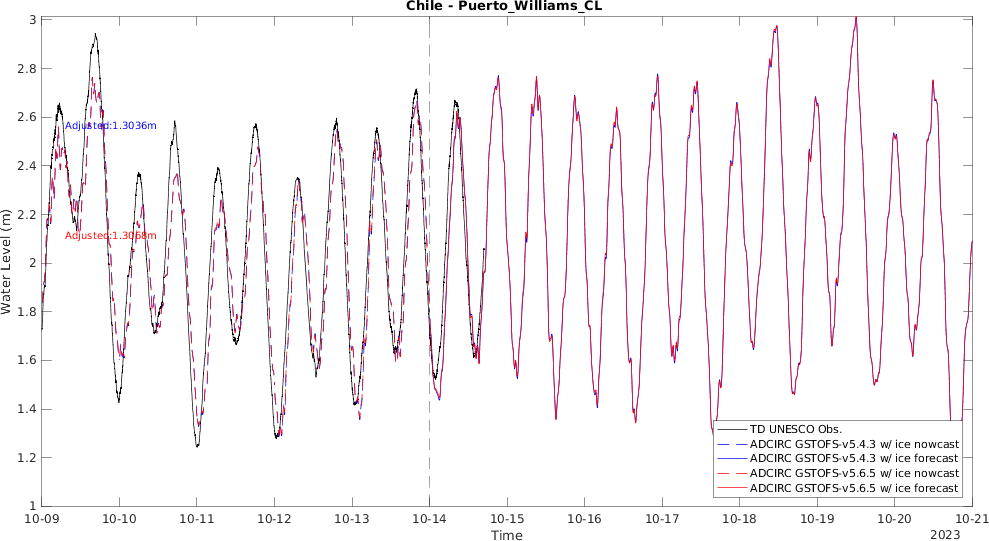 Chile - Puerto_Williams_CL
3
2.8
2.6
2.4
2.2
2
1.8
1.6
1.4
1.2
1
Water Level (m)
Adjusted:1.3036m
Adjusted:1.3068m
TD UNESCO Obs.
ADCIRC GSTOFS-v5.4.3 w/ ice nowcast
ADCIRC GSTOFS-v5.4.3 w/ ice forecast
ADCIRC GSTOFS-v5.6.5 w/ ice nowcast
ADCIRC GSTOFS-v5.6.5 w/ ice forecast
10-09 10-10 10-11 10-12 10-13 10-14 10-15 10-16 10-17 10-18 10-19 10-20 10-21
Time
2023